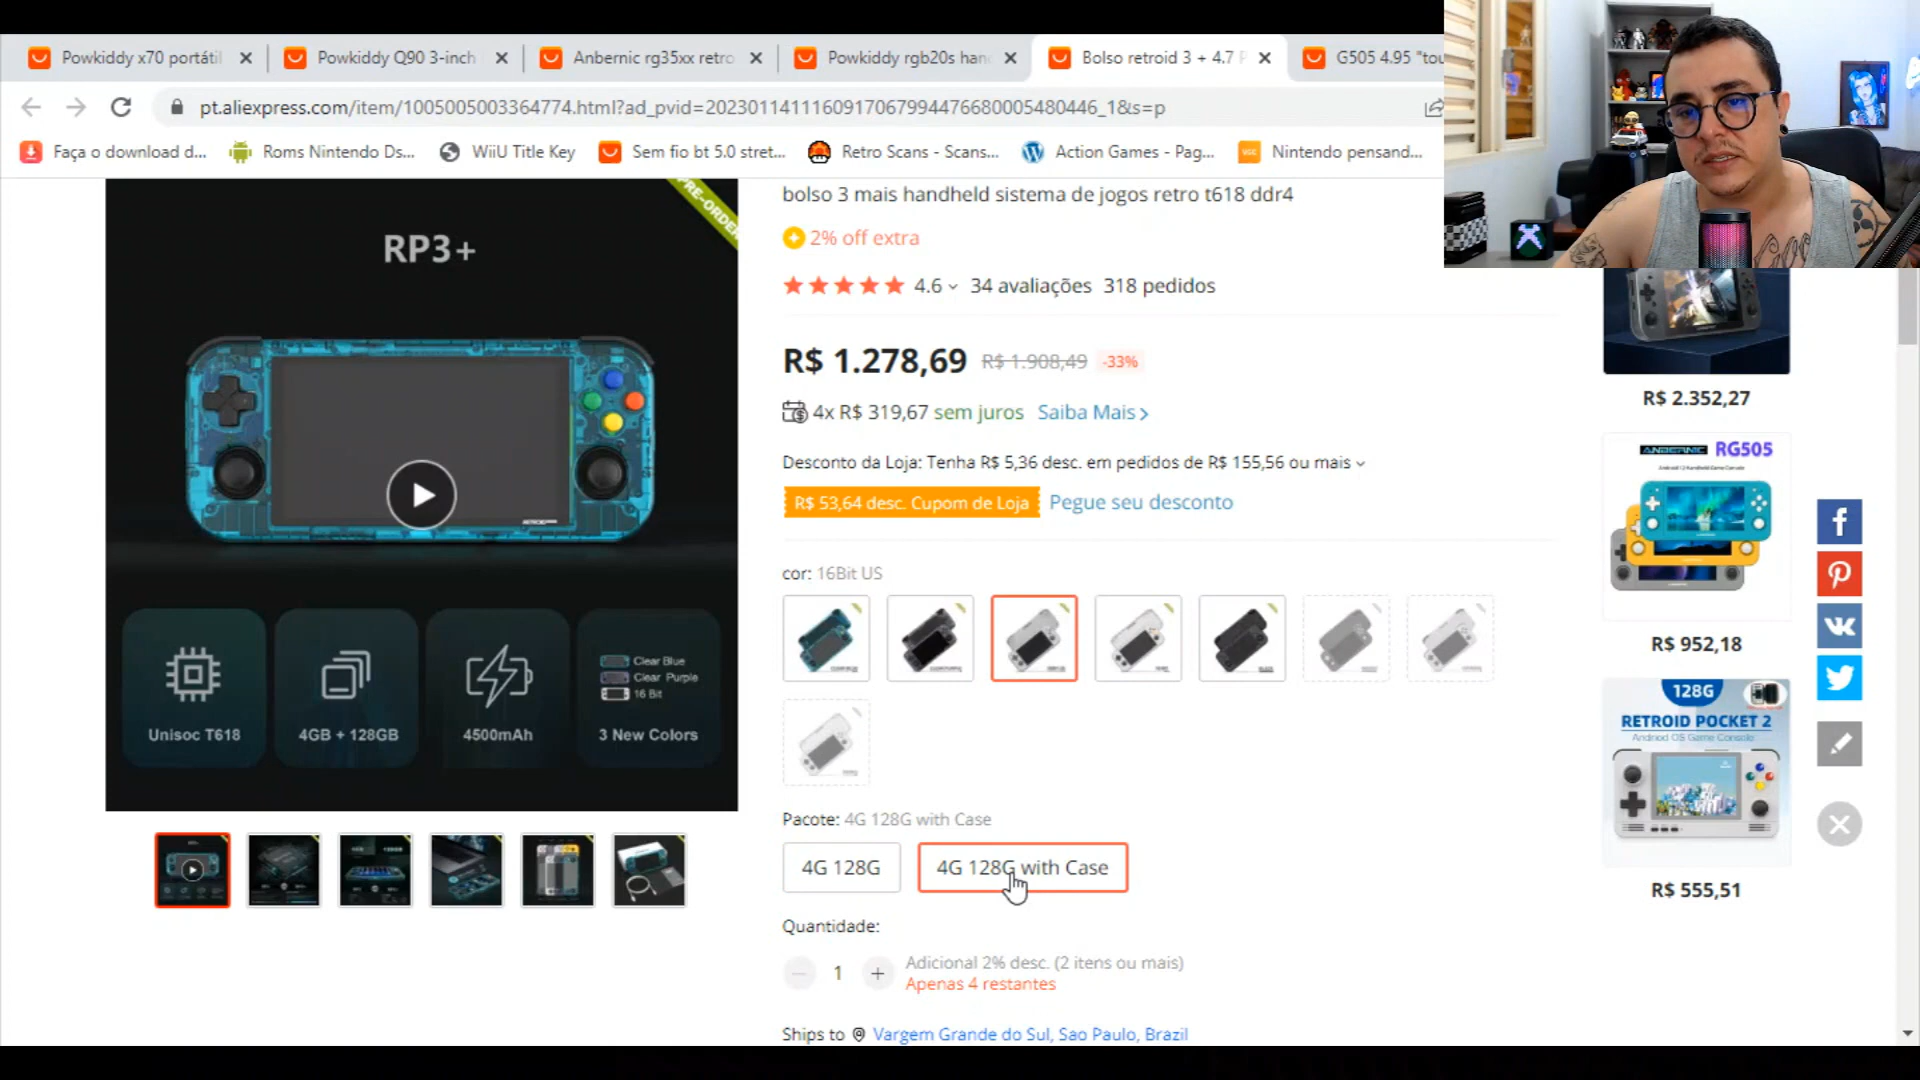 Powkiddy x70 portátil
Powkiddy Q90 3-inch
Anbernic rg35xx retro
Powkiddy rgb20s han
Bolso retroid 3 + 4.7 P
G505 4.95 "tou
pt.aliexpress.com/item/1005005003364774.html?ad_pvid=202301141116091706799447668000548044​6_1&s=p
Faça o download d...
Roms Nintendo Ds...
WiiU Title Key
Sem fio bt 5.0 stret...
Retro Scans - Scans...
Action Games - Pag...
Nintendo pensand...
PRE-ORDER
RP3+
Unisoc T618
4GB + 128GB
4500mAh
Clear Blue
Clear Purple
16 Bit
3 New Colors
bolso 3 mais handheld sistema de jogos retro t618 ddr4
2% off extra
4.6 34 avaliações 318 pedidos
R$ 1.278,69 R$ 1.908,49 -33%
4x R$ 319,67 sem juros Saiba Mais
Desconto da Loja: Tenha R$ 5,36 desc. em pedidos de R$ 155,56 ou mais
R$ 53,64 desc. Cupom de Loja Pegue seu desconto
cor: 16Bit US
Pacote: 4G 128G with Case
4G 128G
4G 128G with Case
Quantidade:
1
Adicional 2% desc. (2 itens ou mais)
Apenas 4 restantes
Ships to Vargem Grande do Sul, Sao Paulo, Brazil
R$ 2.352,27
ANBERNIC RG505
R$ 952,18
128G
RETROID POCKET 2
Andriod OS Game Console
R$ 555,51